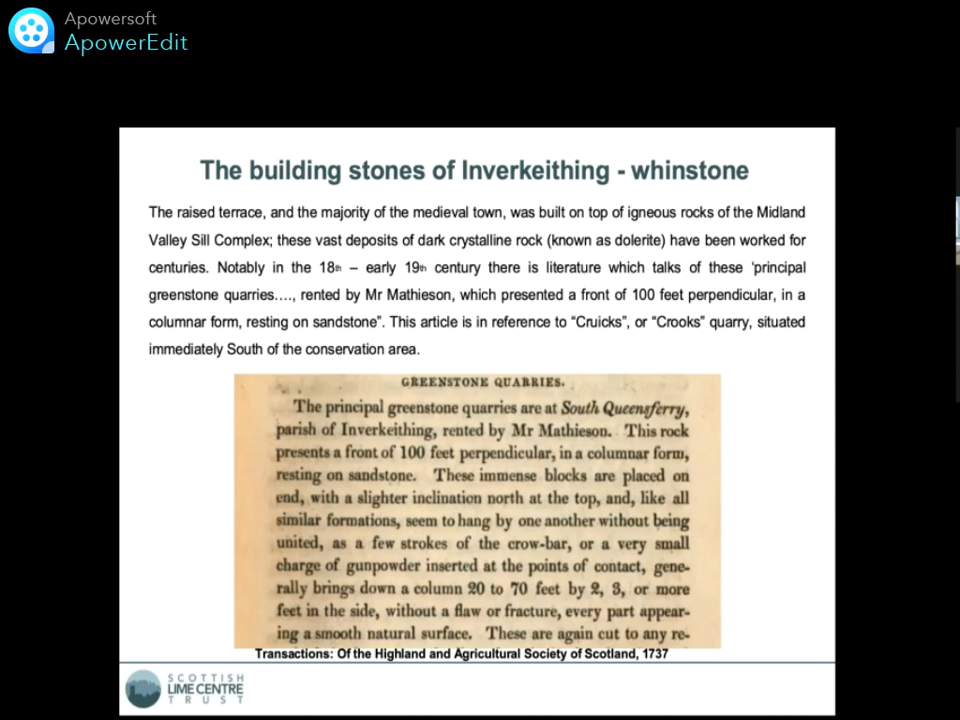 Apowersoft
ApowerEdit
The building stones of Inverkeithing - whinstone
The raised terrace, and the majority of the medieval town, was built on top of igneous rocks of the Midland
Valley Sill Complex; these vast deposits of dark crystalline rock (known as dolerite) have been worked for
centuries. Notably in the 18th – early 19th century there is literature which talks of these ‘principal
greenstone quarries…., rented by Mr Mathieson, which presented a front of 100 feet perpendicular, in a
columnar form, resting on sandstone”. This article is in reference to “Cruicks”, or “Crooks” quarry, situated
immediately South of the conservation area.
GREENSTONE QUARRIES.
The principal greenstone quarries are at South Queensferry,
parish of Inverkeithing, rented by Mr Mathieson. This rock
presents a front of 100 feet perpendicular, in a columnar form,
resting on sandstone. These immense blocks are placed on
end, with a slighter inclination north at the top, and, like all
similar formations, seem to hang by one another without being
united, as a few strokes of the crow-bar, or a very small
charge of gunpowder inserted at the points of contact, gene-
rally brings down a column 20 to 70 feet by 2, 3, or more
feet in the side, without a flaw or fracture, every part appear-
ing a smooth natural surface. These are again cut to any re-
Transactions: Of the Highland and Agricultural Society of Scotland, 1737
SCOTTISH
LIME CENTRE
TRUST